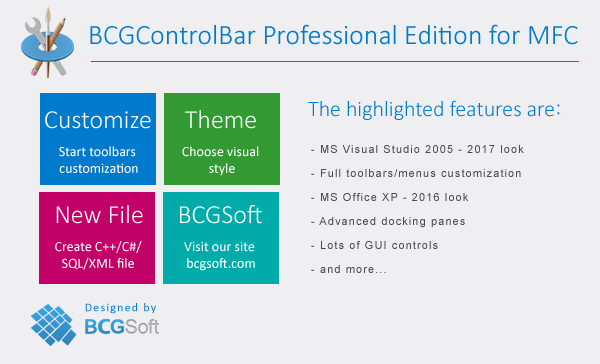 BCGControlBar Professional Edition for MFC
Customize
Start toolbars
customization
Theme
Choose visual
style
New File
Create C++/C#/
SQL/XML file
BCGSoft
Visit our site
bcgsoft.com
The highlighted features are:
- MS Visual Studio 2005 - 2017 look
- Full toolbars/menus customization
- MS Office XP - 2016 look
- Advanced docking panes
- Lots of GUI controls
- and more...
Designed by
BCGSoft